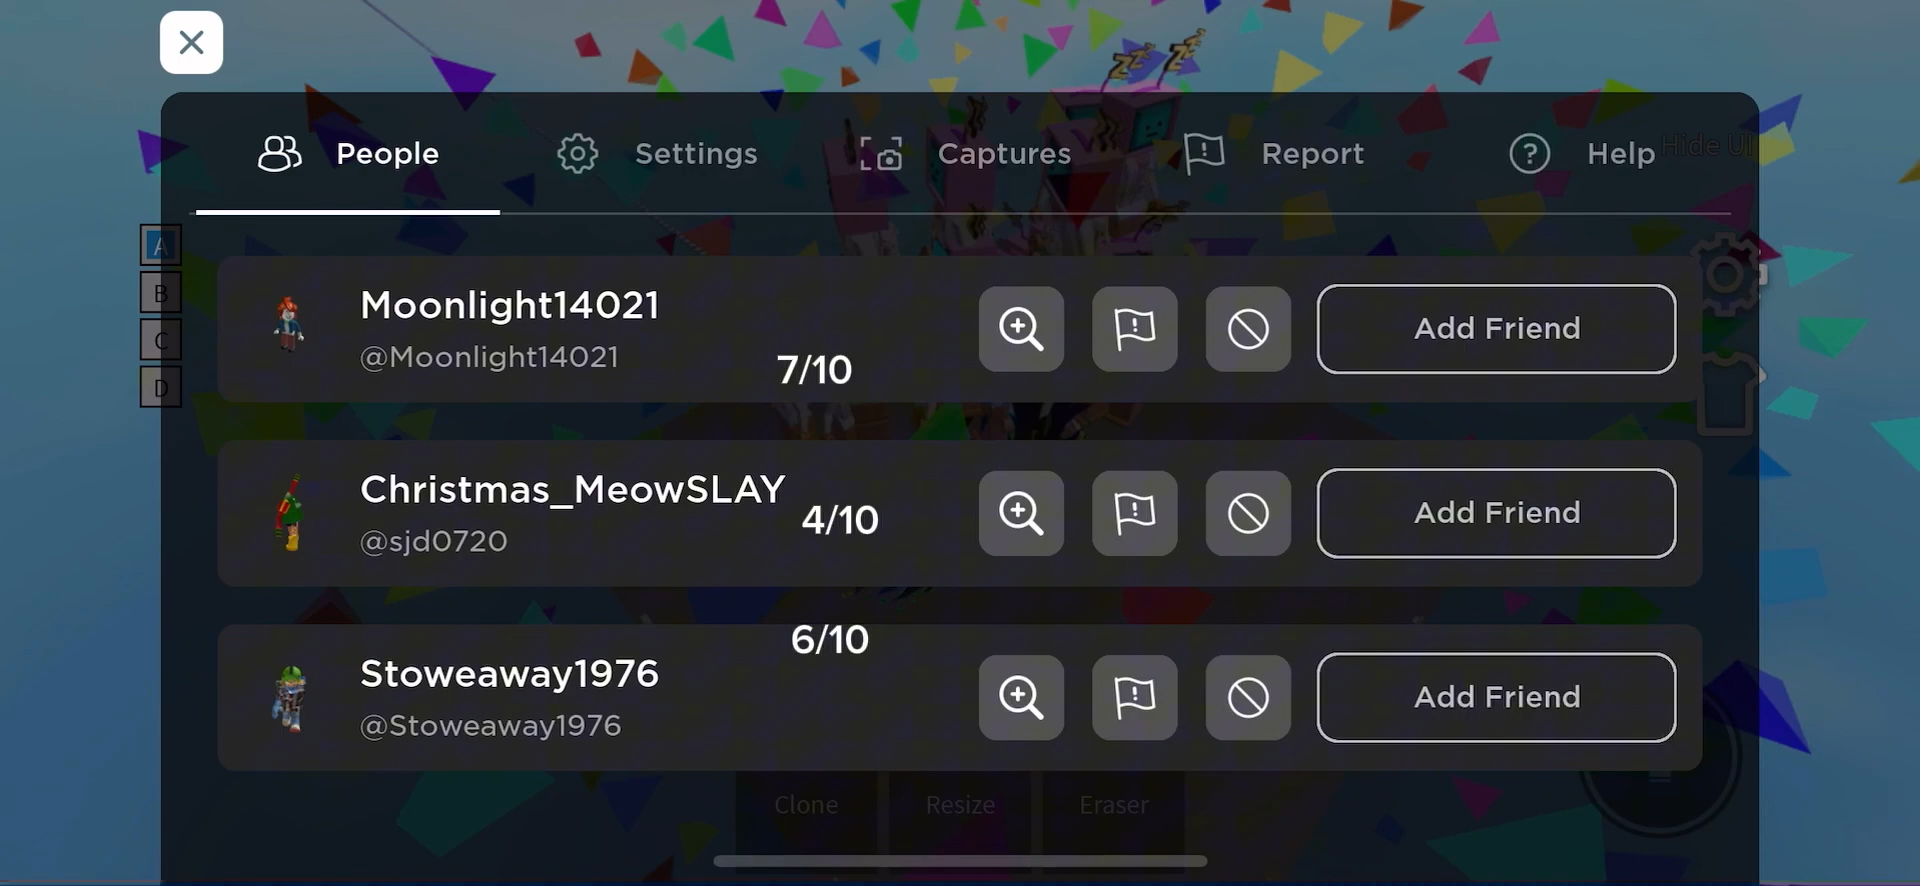 People
Settings
Captures
Report
Help
Hide UI
A
B
C
D
Moonlight14021
@Moonlight14021
7/10
Add Friend
Christmas_MeowSLAY
@sjd0720
4/10
Add Friend
6/10
Stoweaway1976
@Stoweaway1976
Add Friend
Clone
Resize
Eraser